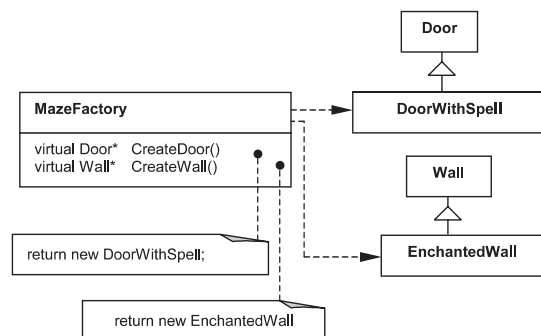 Door
MazeFactory
DoorWithSpell
virtual Door* CreateDoor()
virtual Wall* CreateWall()
Wall
return new DoorWithSpell;
EnchantedWall
return new EnchantedWall